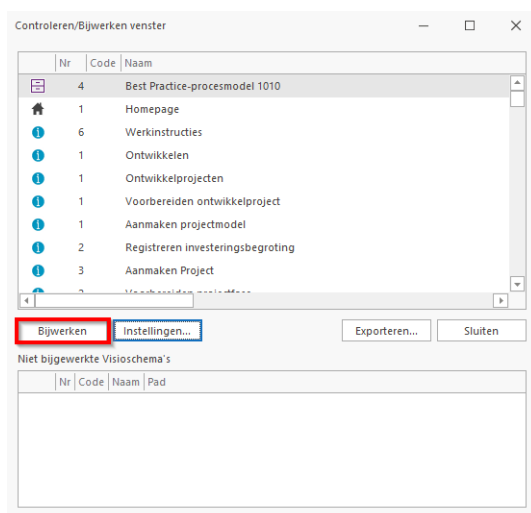 Controleren/Bijwerken venster
Nr Code Naam
4 Best Practice-procesmodel 1010
1 Homepage
6 Werkinstructies
1 Ontwikkelen
1 Ontwikkelprojecten
1 Voorbereiden ontwikkelproject
1 Aanmaken projectmodel
2 Registreren investeringsbegroting
3 Aanmaken Project
Bijwerken Instellingen... Exporteren... Sluiten
Niet bijgewerkte Visioschema's
Nr Code Naam Pad